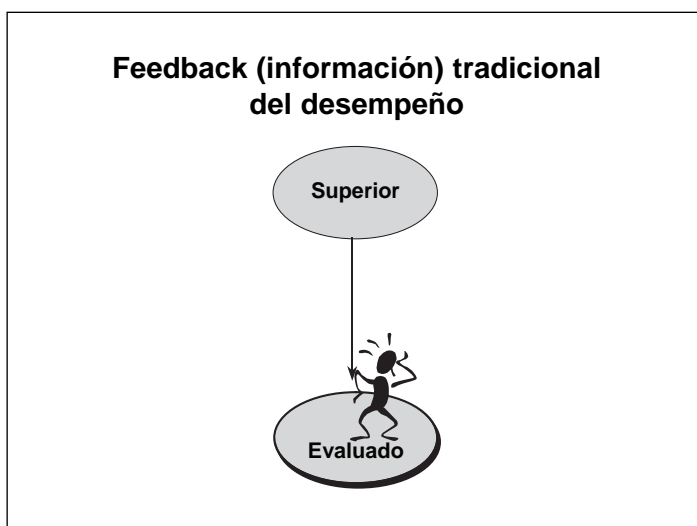 Feedback (información) tradicional
del desempeño
Superior
Evaluado